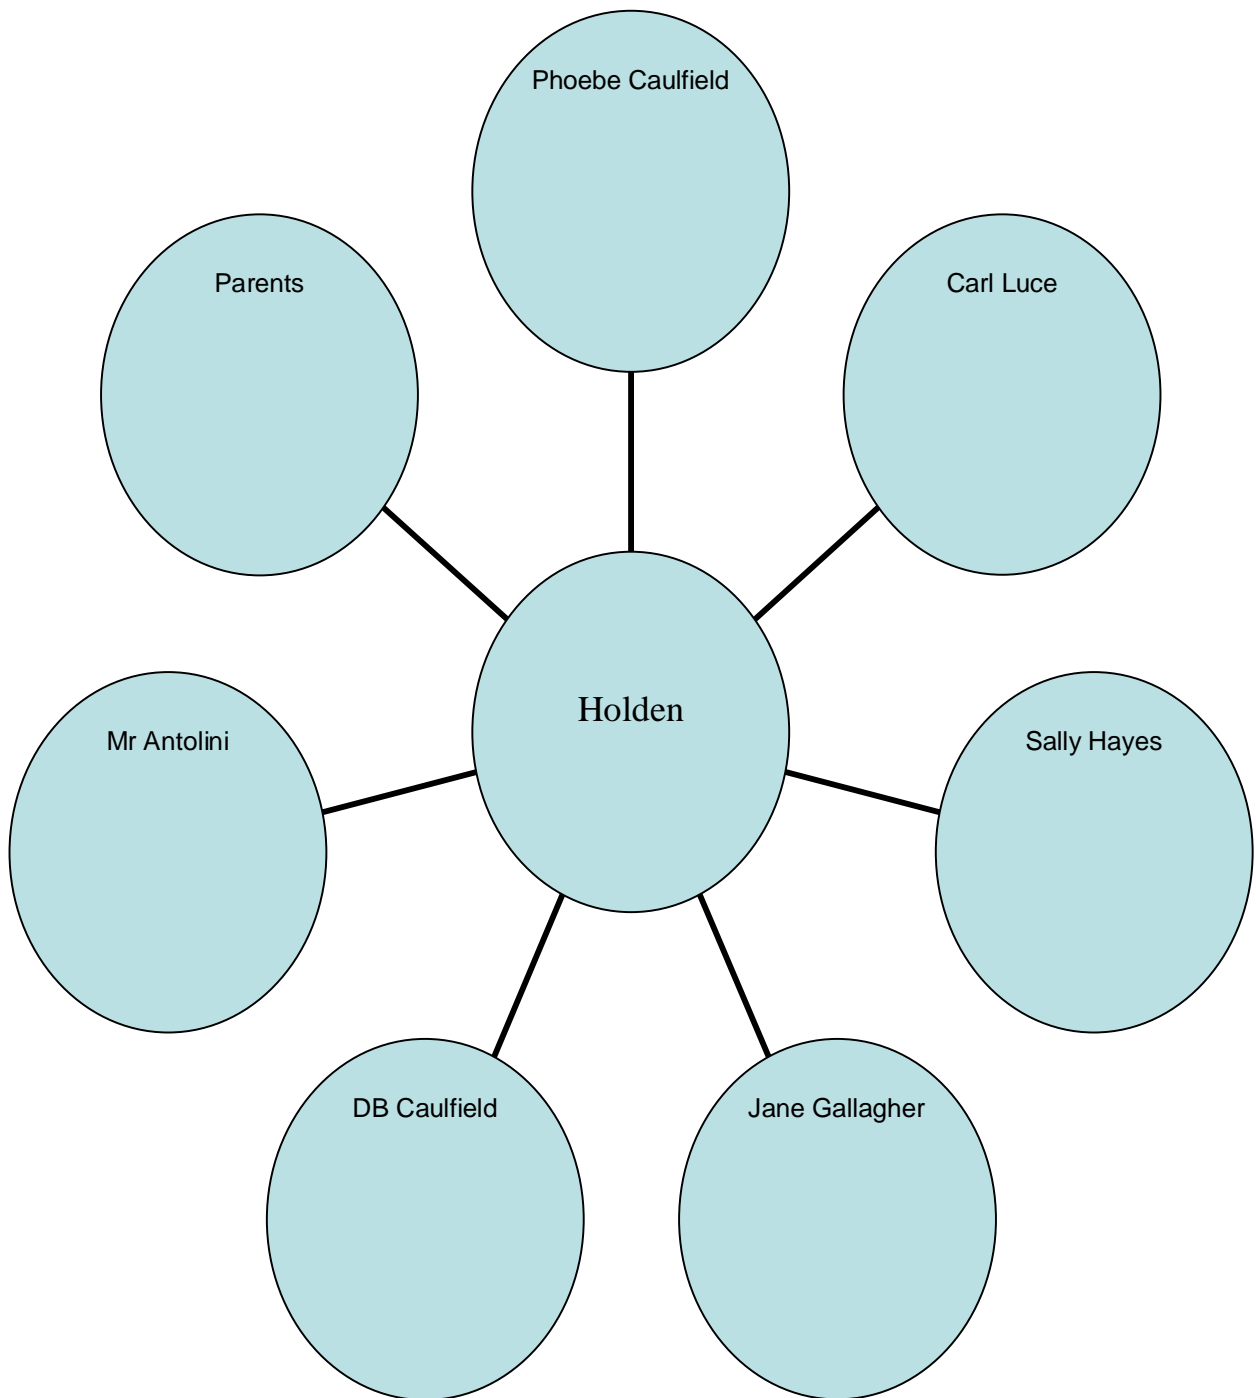 Phoebe Caulfield
Parents
Carl Luce
Holden
Mr Antolini
Sally Hayes
DB Caulfield
Jane Gallagher